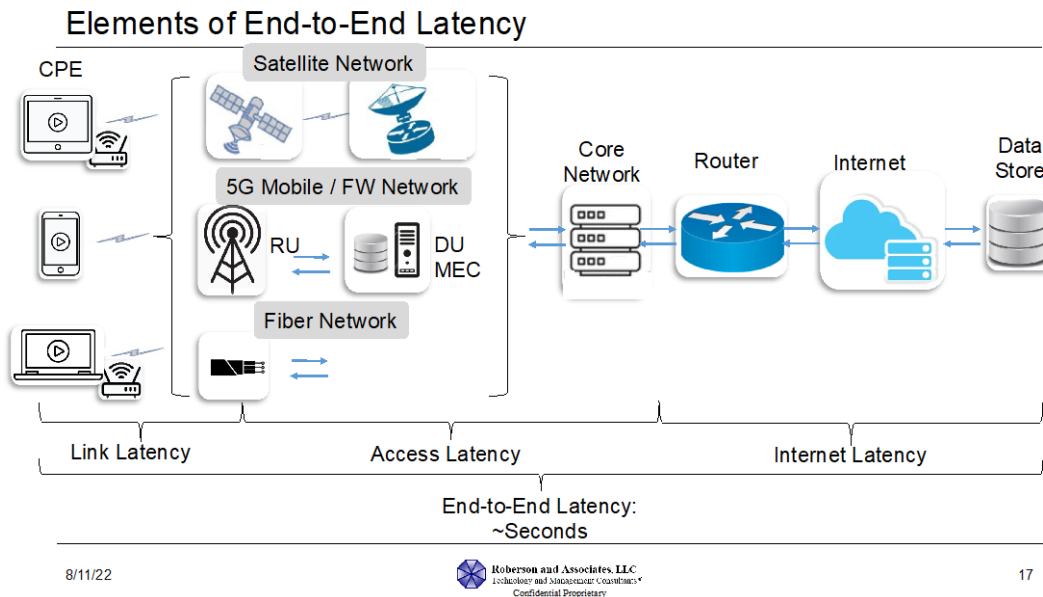 Elements of End-to-End Latency
CPE
Satellite Network
5G Mobile / FW Network
RU
DU
MEC
Fiber Network
Core
Network
Router
Internet
Data
Store
Link Latency
Access Latency
Internet Latency
End-to-End Latency:
~Seconds
8/11/22
Roberson and Associates, LLC
Technology and Management Consultants
Confidential Proprietary
17